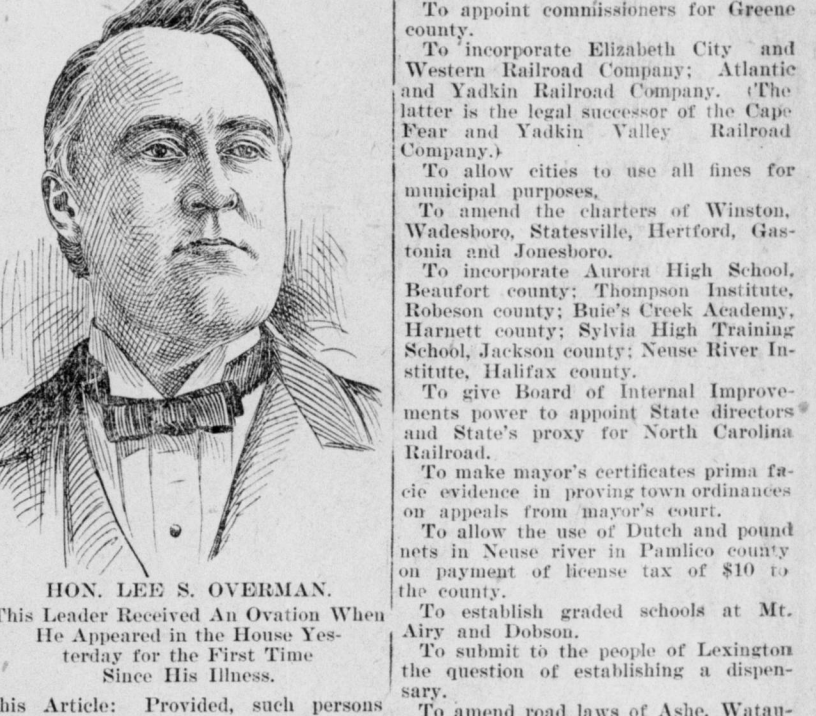 HON. LEE S. OVERMAN.
This Leader Received An Ovation When
He Appeared in the House Yes-
terday for the First Time
Since His Illness.
his Article: Provided, such persons
To appoint commissioners for Greene
county.
To incorporate Elizabeth City and
Western Railroad Company; Atlantic
and Yadkin Railroad Company. (The
latter is the legal successor of the Cape
Fear and Yadkin Valley Railroad
Company.)
To allow cities to use all fines for
municipal purposes,
To amend the charters of Winston,
Wadesboro, Statesville, Hertford, Gas-
tonia and Jonesboro.
To incorporate Aurora High School,
Beaufort county; Thompson Institute,
Robeson county; Buie's Creek Academy,
Harnett county; Sylvia High Training
School, Jackson county; Neuse River In-
stitute, Halifax county.
To give Board of Internal Improve-
ments power to appoint State directors
and State's proxy for North Carolina
Railroad.
To make mayor's certificates prima fa-
cie evidence in proving town ordinances
on appeals from mayor's court.
To allow the use of Dutch and pound
nets in Neuse river in Pamlico county
on payment of license tax of $10 to
the county.
To establish graded schools at Mt.
Airy and Dobson.
To submit to the people of Lexington
the question of establishing a dispen-
sary.
To amend road laws of Ashe, Watau-